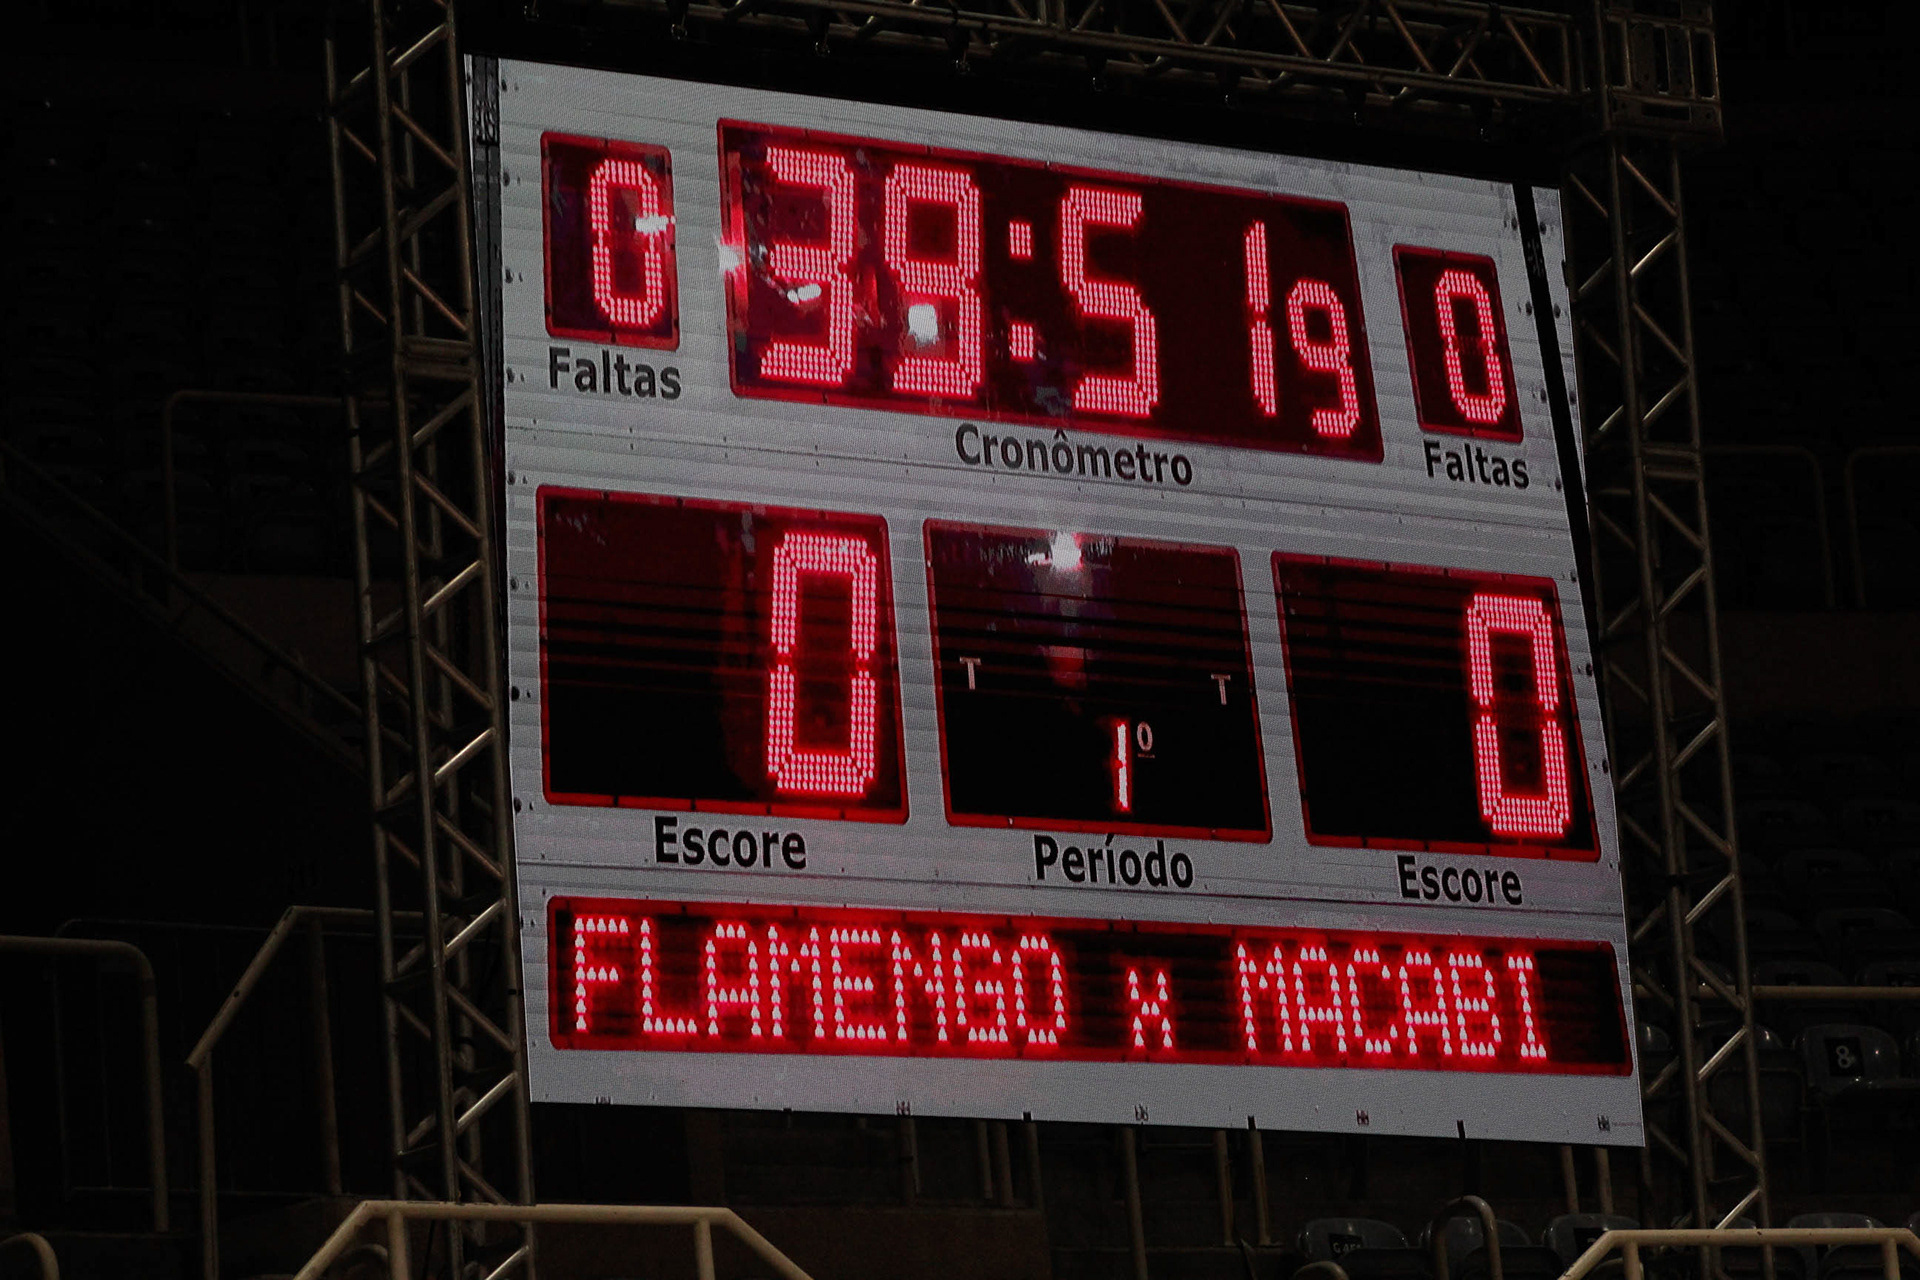 0 39:51 19 0
Faltas Cronômetro Faltas
0 T 1º T 0
Escore Período Escore
FLAMENGO x MACABI